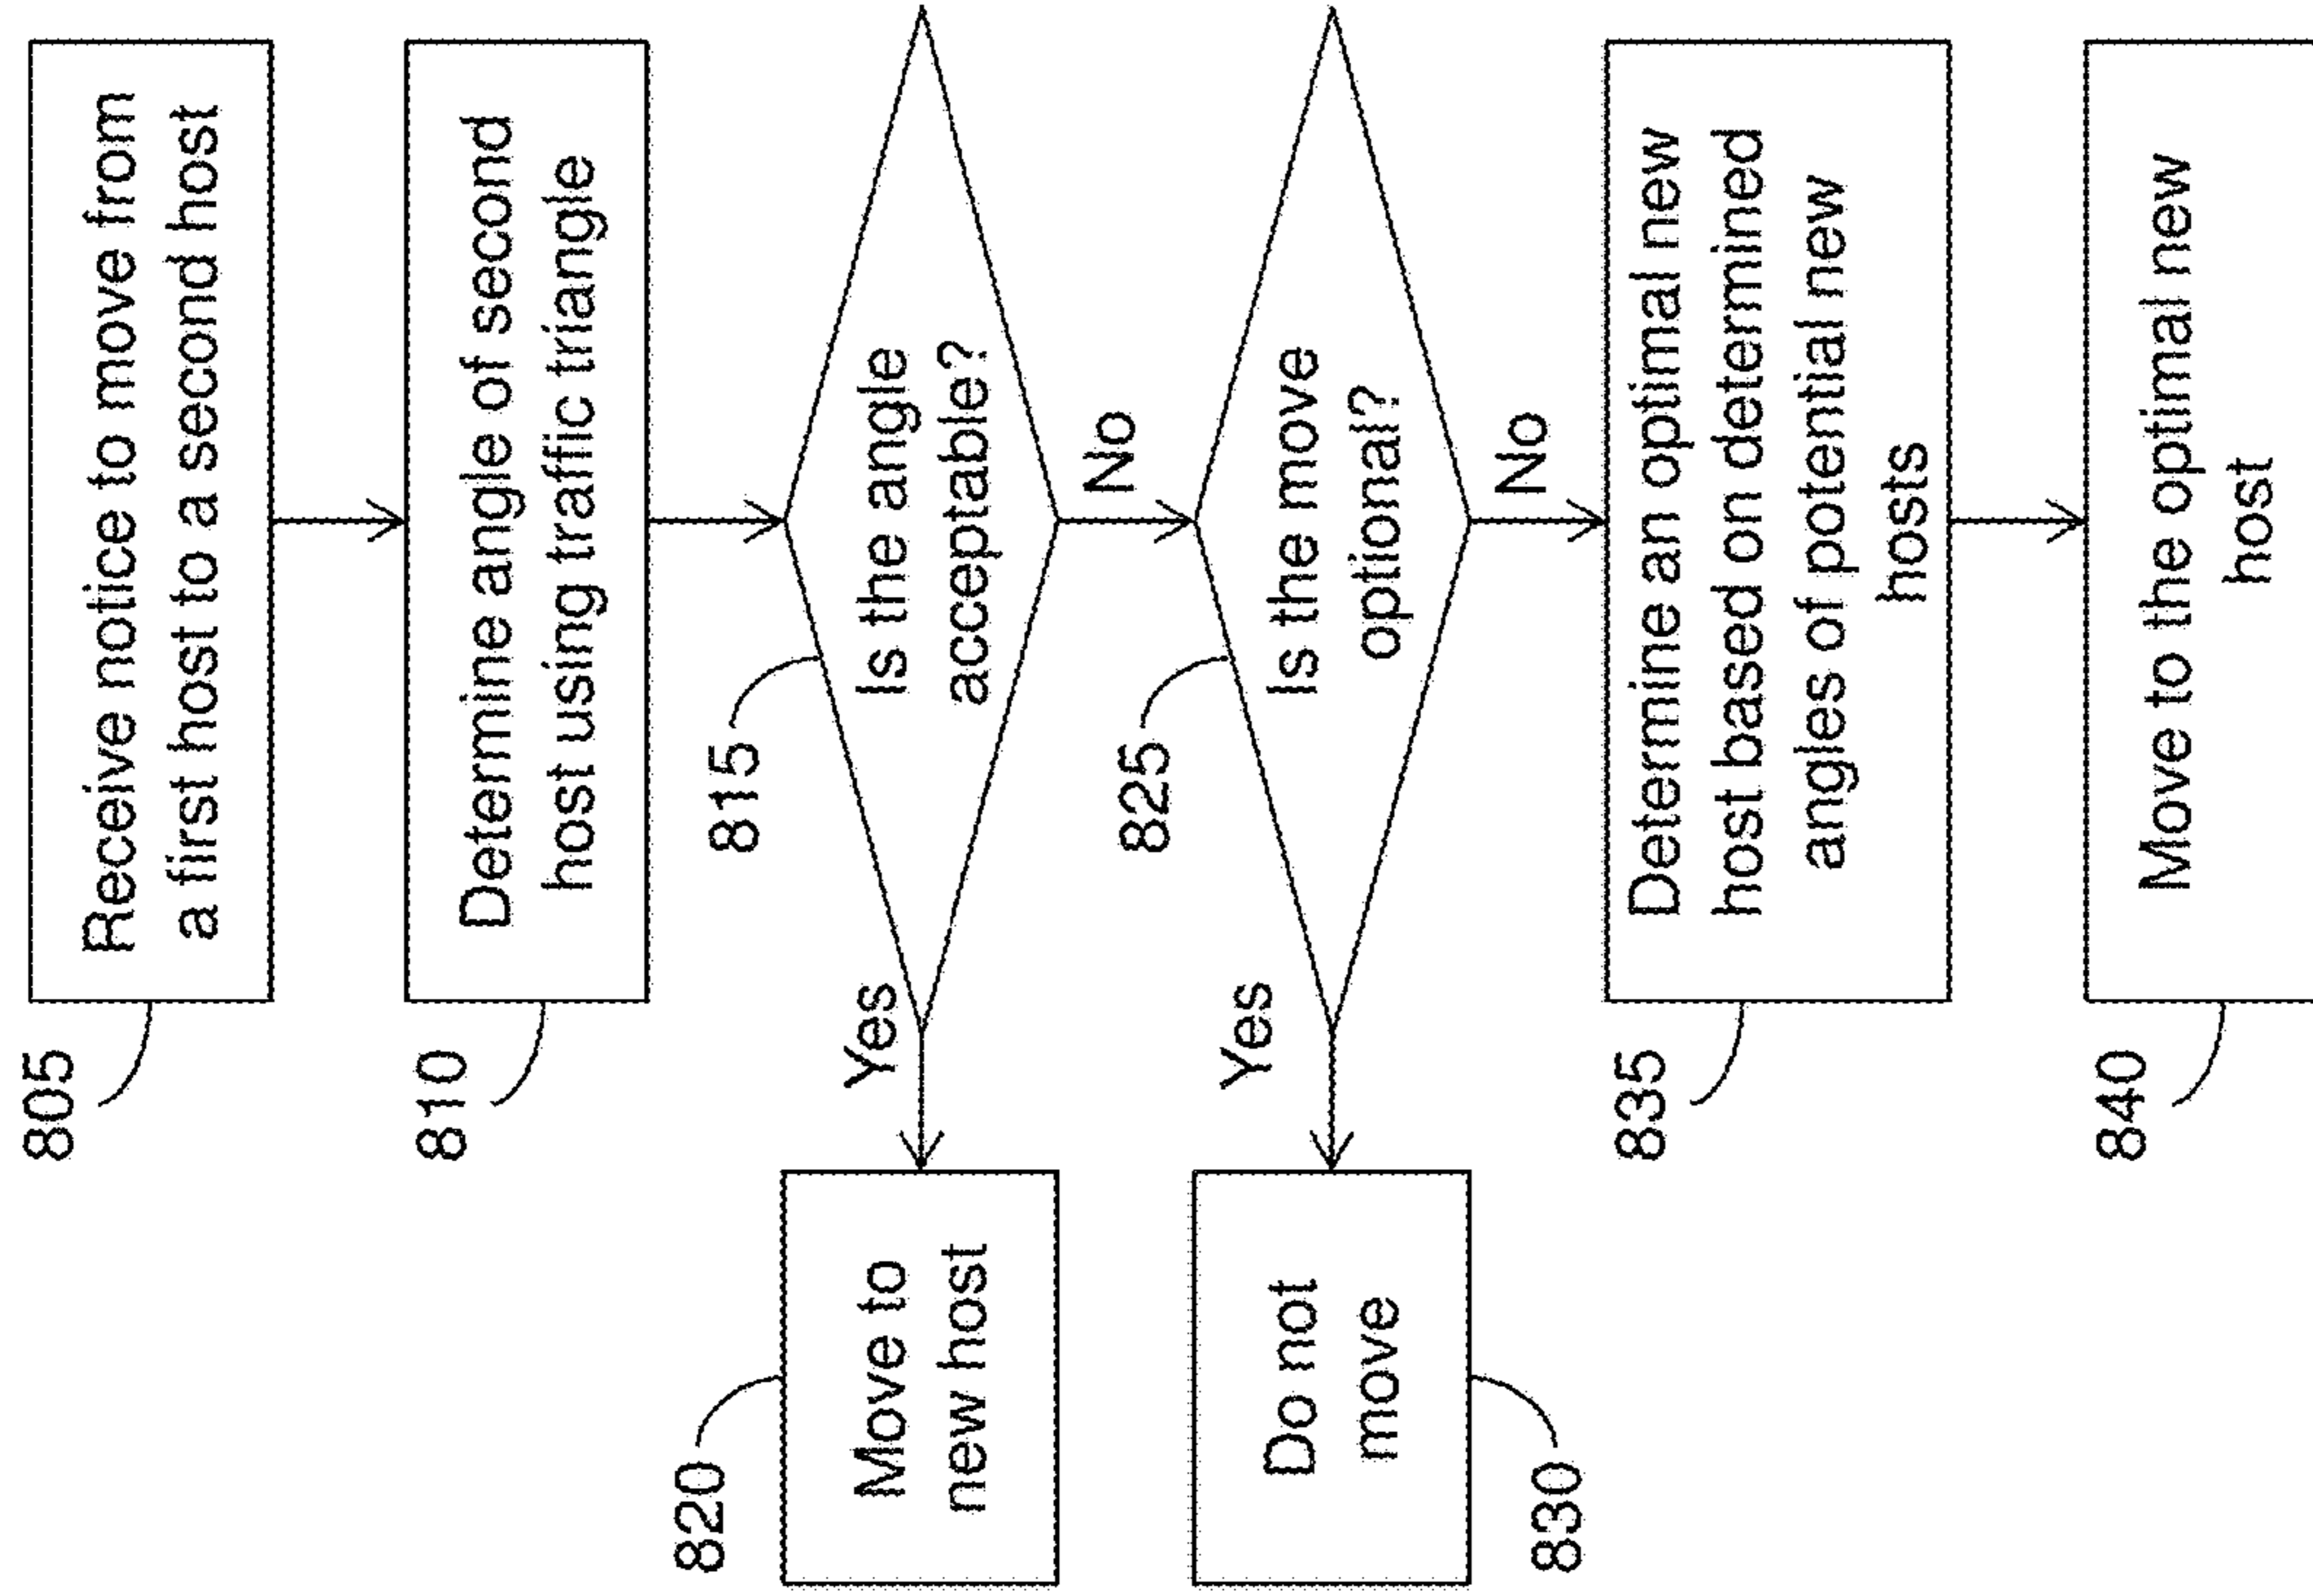 805
Receive notice to move from
a first host to a second host
810
Determine angle of second
host using traffic triangle
815
Is the angle
acceptable?
Yes
No
820
Move to
new host
825
Is the move
optional?
Yes
No
830
Do not
move
835
Determine an optimal new
host based on determined
angles of potential new
hosts
840
Move to the optimal new
host